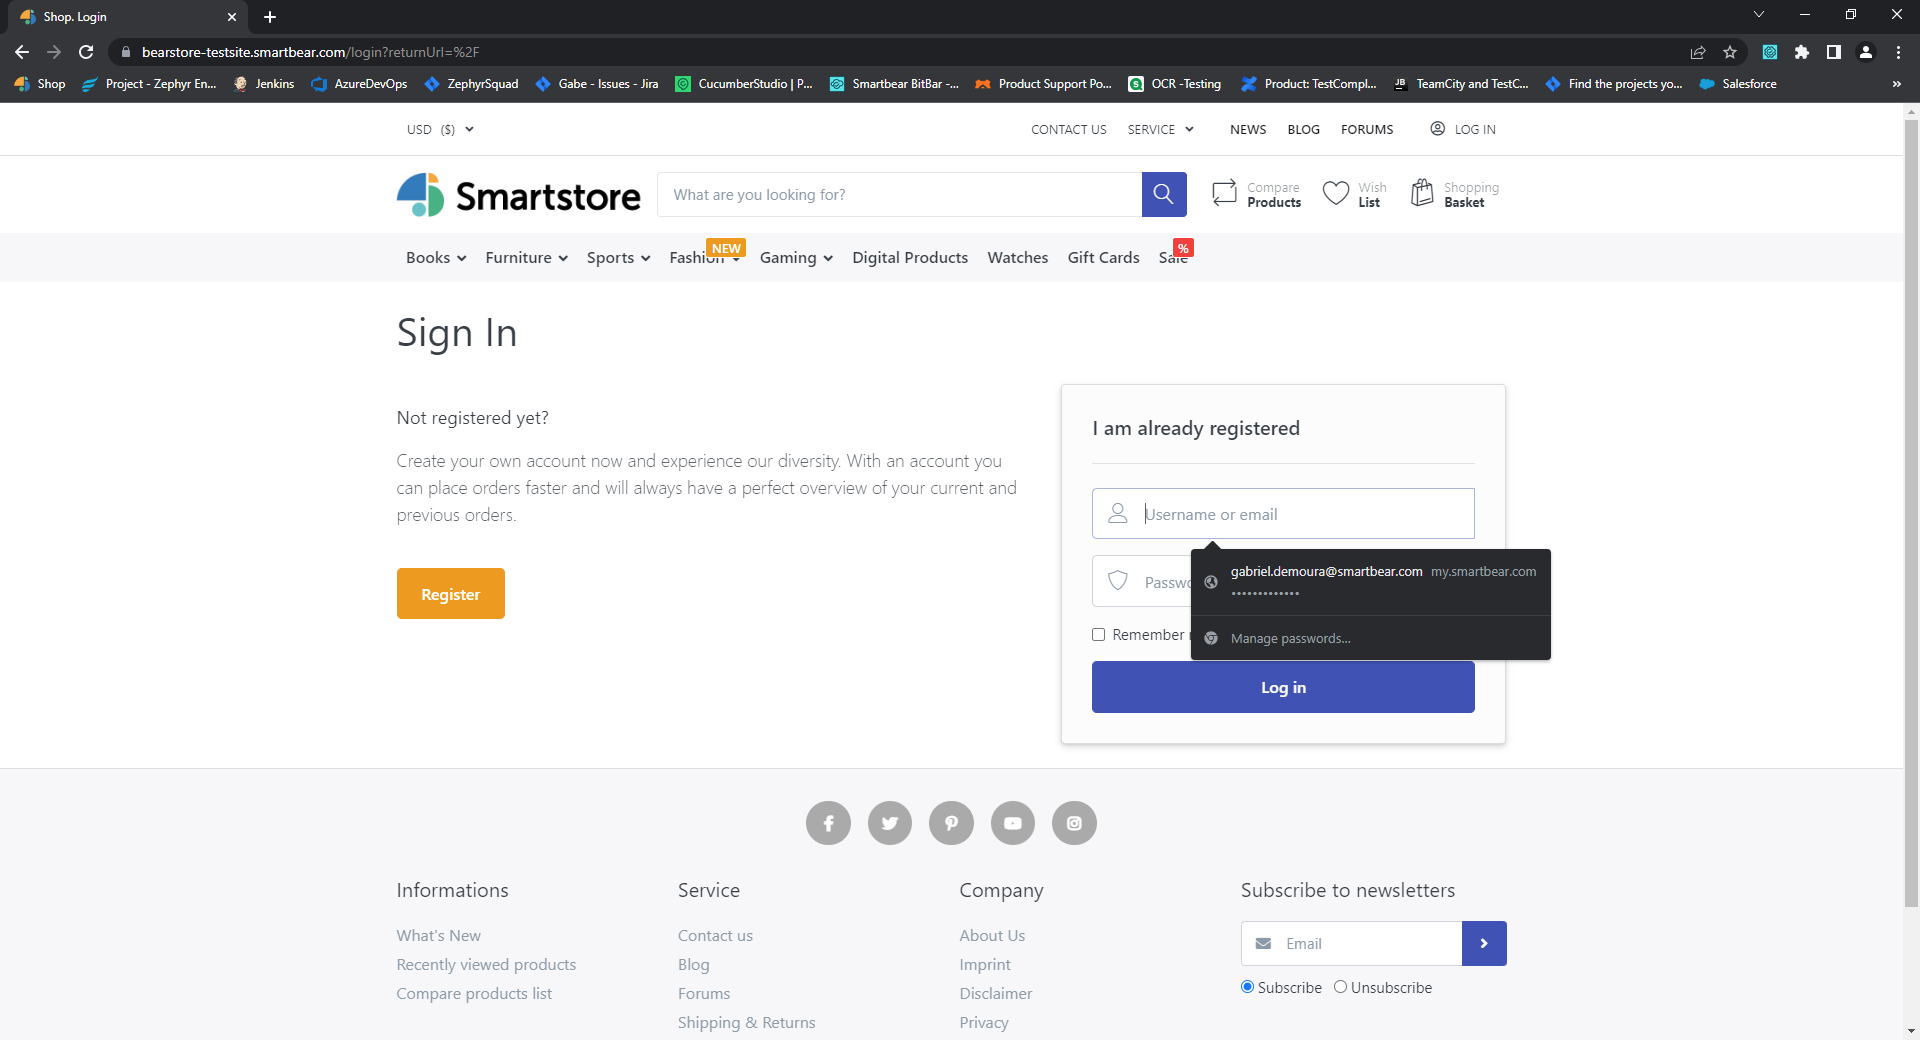 Shop. Login
bearstore-testsite.smartbear.com/login?returnUrl=%2F
Shop
Project - Zephyr En...
Jenkins
AzureDevOps
ZephyrSquad
Gabe - Issues - Jira
CucumberStudio | P...
Smartbear BitBar -...
Product Support Po...
OCR -Testing
Product: TestCompl...
TeamCity and TestC...
Find the projects yo...
Salesforce
»
USD ($)
CONTACT US
SERVICE
NEWS
BLOG
FORUMS
LOG IN
Smartstore
What are you looking for?
Compare
Products
Wish
List
Shopping
Basket
Books
Furniture
Sports
Fashion
NEW
Gaming
Digital Products
Watches
Gift Cards
Sale
%
Sign In
Not registered yet?
Create your own account now and experience our diversity. With an account you
can place orders faster and will always have a perfect overview of your current and
previous orders.
Register
I am already registered
Username or email
Passwo
gabriel.demoura@smartbear.com my.smartbear.com
•••••••••••••
Manage passwords...
Remember
Log in
Informations
What's New
Recently viewed products
Compare products list
Service
Contact us
Blog
Forums
Shipping & Returns
Company
About Us
Imprint
Disclaimer
Privacy
Subscribe to newsletters
Email
Subscribe
Unsubscribe